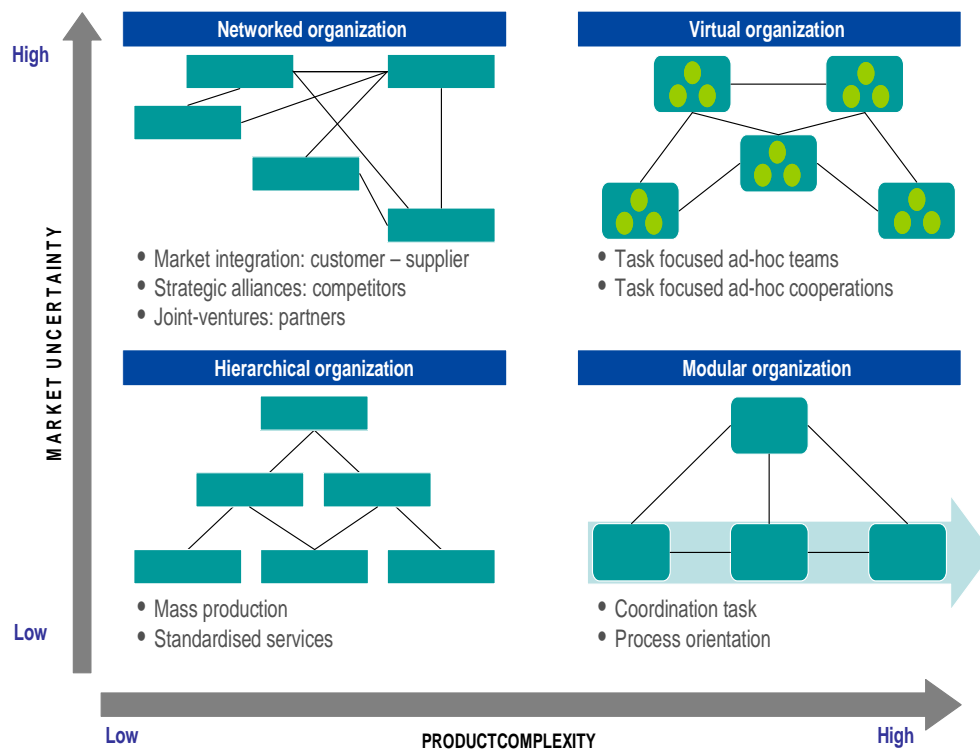 High
Networked organization
Virtual organization
• Market integration: customer – supplier
• Strategic alliances: competitors
• Joint-ventures: partners
• Task focused ad-hoc teams
• Task focused ad-hoc cooperations
MARKET UNCERTAINTY
Hierarchical organization
Modular organization
• Mass production
• Standardised services
• Coordination task
• Process orientation
Low
Low
PRODUCTCOMPLEXITY
High